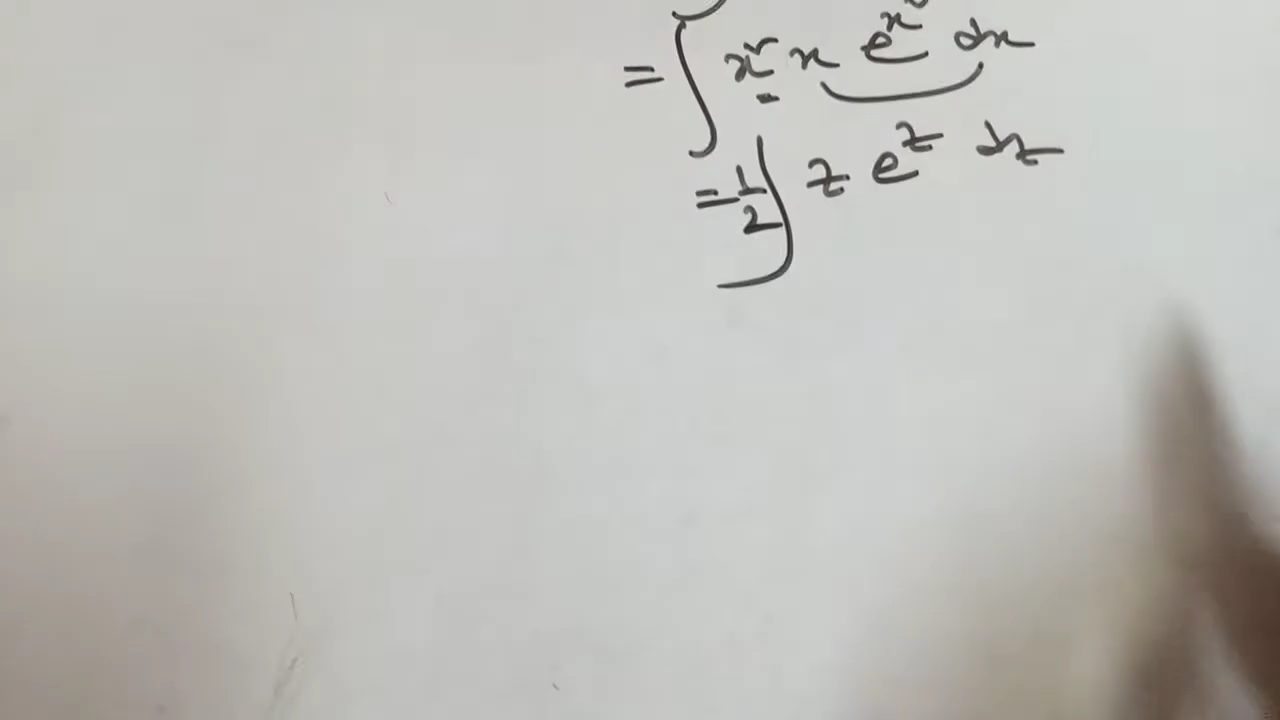 = ∫ x² x e^{x²} dx
= 1/2 ∫ z e^z dz